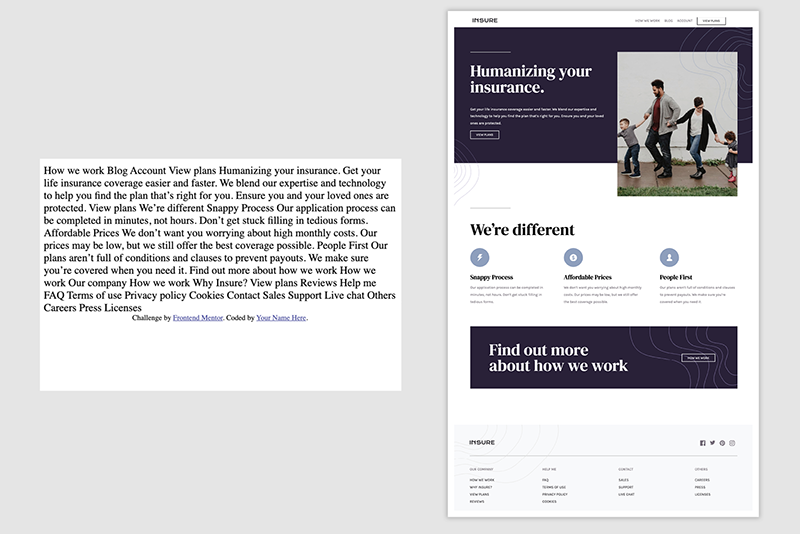 How we work Blog Account View plans Humanizing your insurance. Get your
life insurance coverage easier and faster. We blend our expertise and technology
to help you find the plan that's right for you. Ensure you and your loved ones are
protected. View plans We're different Snappy Process Our application process can
be completed in minutes, not hours. Don't get stuck filling in tedious forms.
Affordable Prices We don't want you worrying about high monthly costs. Our
prices may be low, but we still offer the best coverage possible. People First Our
plans aren't full of conditions and clauses to prevent payouts. We make sure
you're covered when you need it. Find out more about how we work How we
work Our company How we work Why Insure? View plans Reviews Help me
FAQ Terms of use Privacy policy Cookies Contact Sales Support Live chat Others
Careers Press Licenses
Challenge by Frontend Mentor. Coded by Your Name Here.
INSURE
HOW WE WORK BLOG ACCOUNT VIEW PLANS
Humanizing your
insurance.
Get your life insurance coverage easier and faster. We blend our expertise and
technology to help you find the plan that's right for you. Ensure you and your loved
ones are protected.
VIEW PLANS
We're different
Snappy Process
Our application process can be completed in
minutes, not hours. Don't get stuck filling in
tedious forms.
Affordable Prices
We don't want you worrying about high monthly
costs. Our prices may be low, but we still offer
the best coverage possible.
People First
Our plans aren't full of conditions and clauses
to prevent payouts. We make sure you're
covered when you need it.
Find out more
about how we work
HOW WE WORK
INSURE
OUR COMPANY
HOW WE WORK
WHY INSURE?
VIEW PLANS
REVIEWS
HELP ME
FAQ
TERMS OF USE
PRIVACY POLICY
COOKIES
CONTACT
SALES
SUPPORT
LIVE CHAT
OTHERS
CAREERS
PRESS
LICENSES